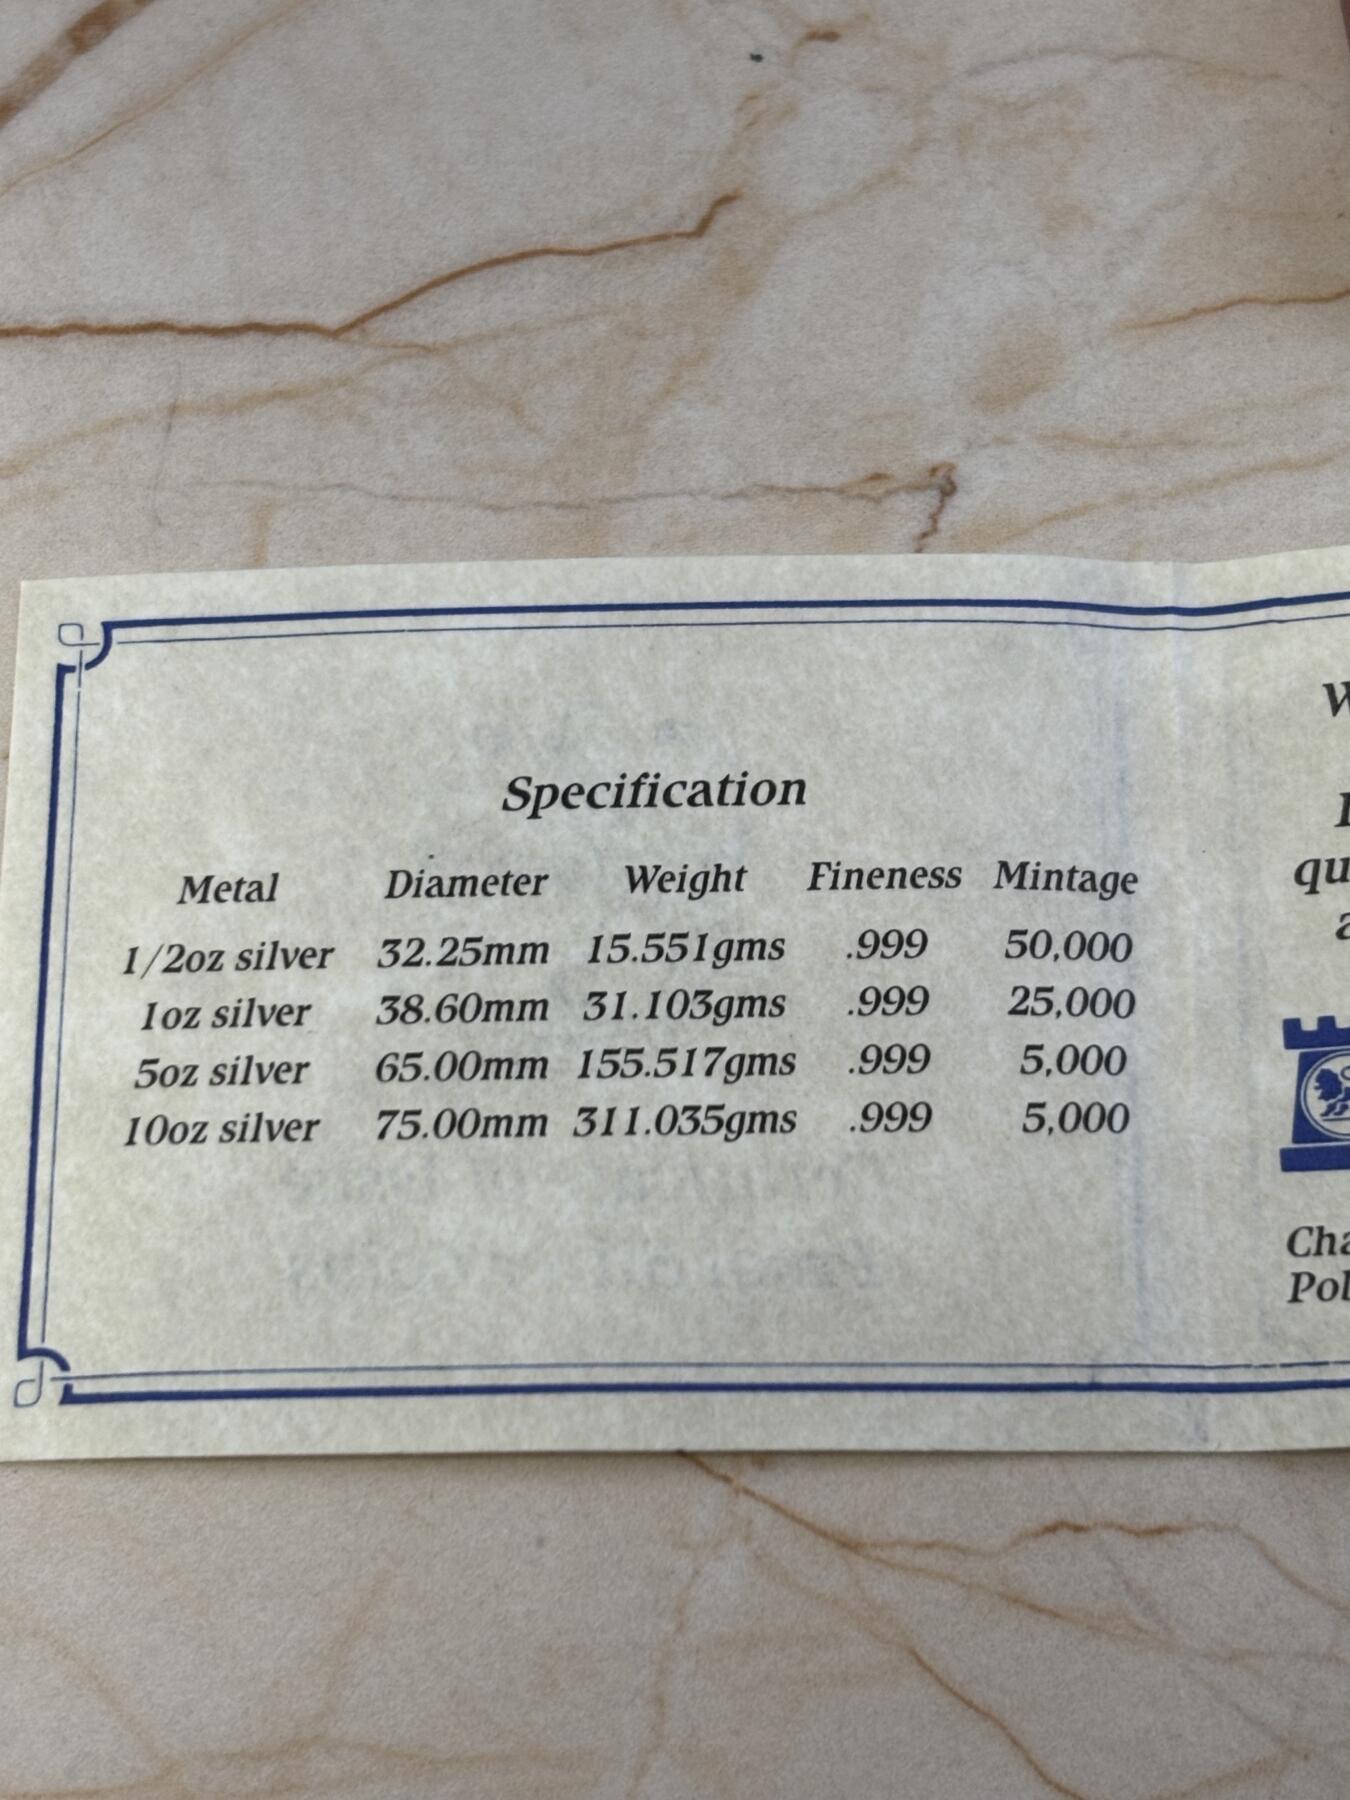 Specification
Metal Diameter Weight Fineness Mintage
1/2oz silver 32.25mm 15.551gms .999 50,000
1oz silver 38.60mm 31.103gms .999 25,000
5oz silver 65.00mm 155.517gms .999 5,000
10oz silver 75.00mm 311.035gms .999 5,000